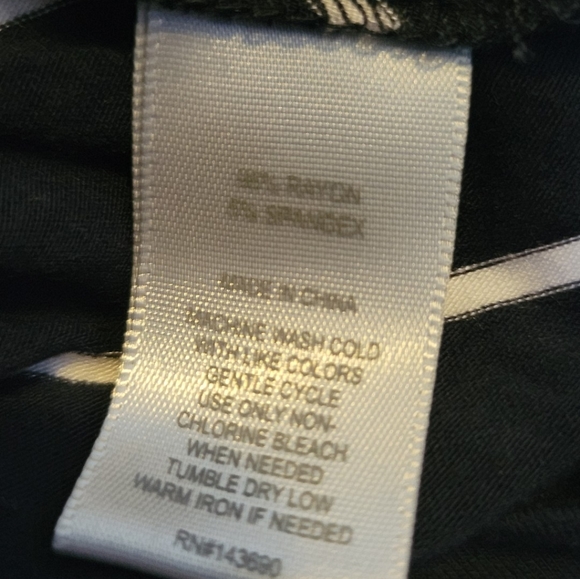 RAYON
SPANDEX
MADE IN CHINA
MACHINE WASH COLD
WITH LIKE COLORS
GENTLE CYCLE
USE ONLY NON-
CHLORINE BLEACH
WHEN NEEDED
TUMBLE DRY LOW
WARM IRON IF NEEDED
RN#143690